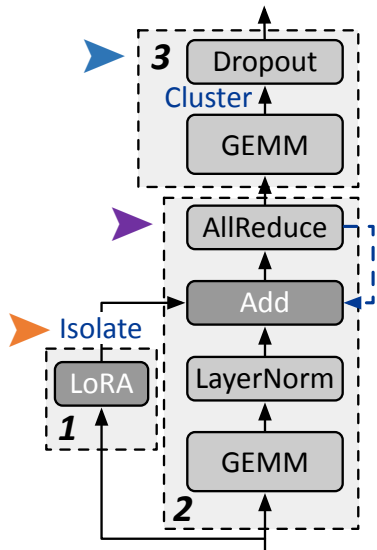 3
Dropout
Cluster
GEMM
AllReduce
Add
Isolate
LoRA
LayerNorm
1
GEMM
2